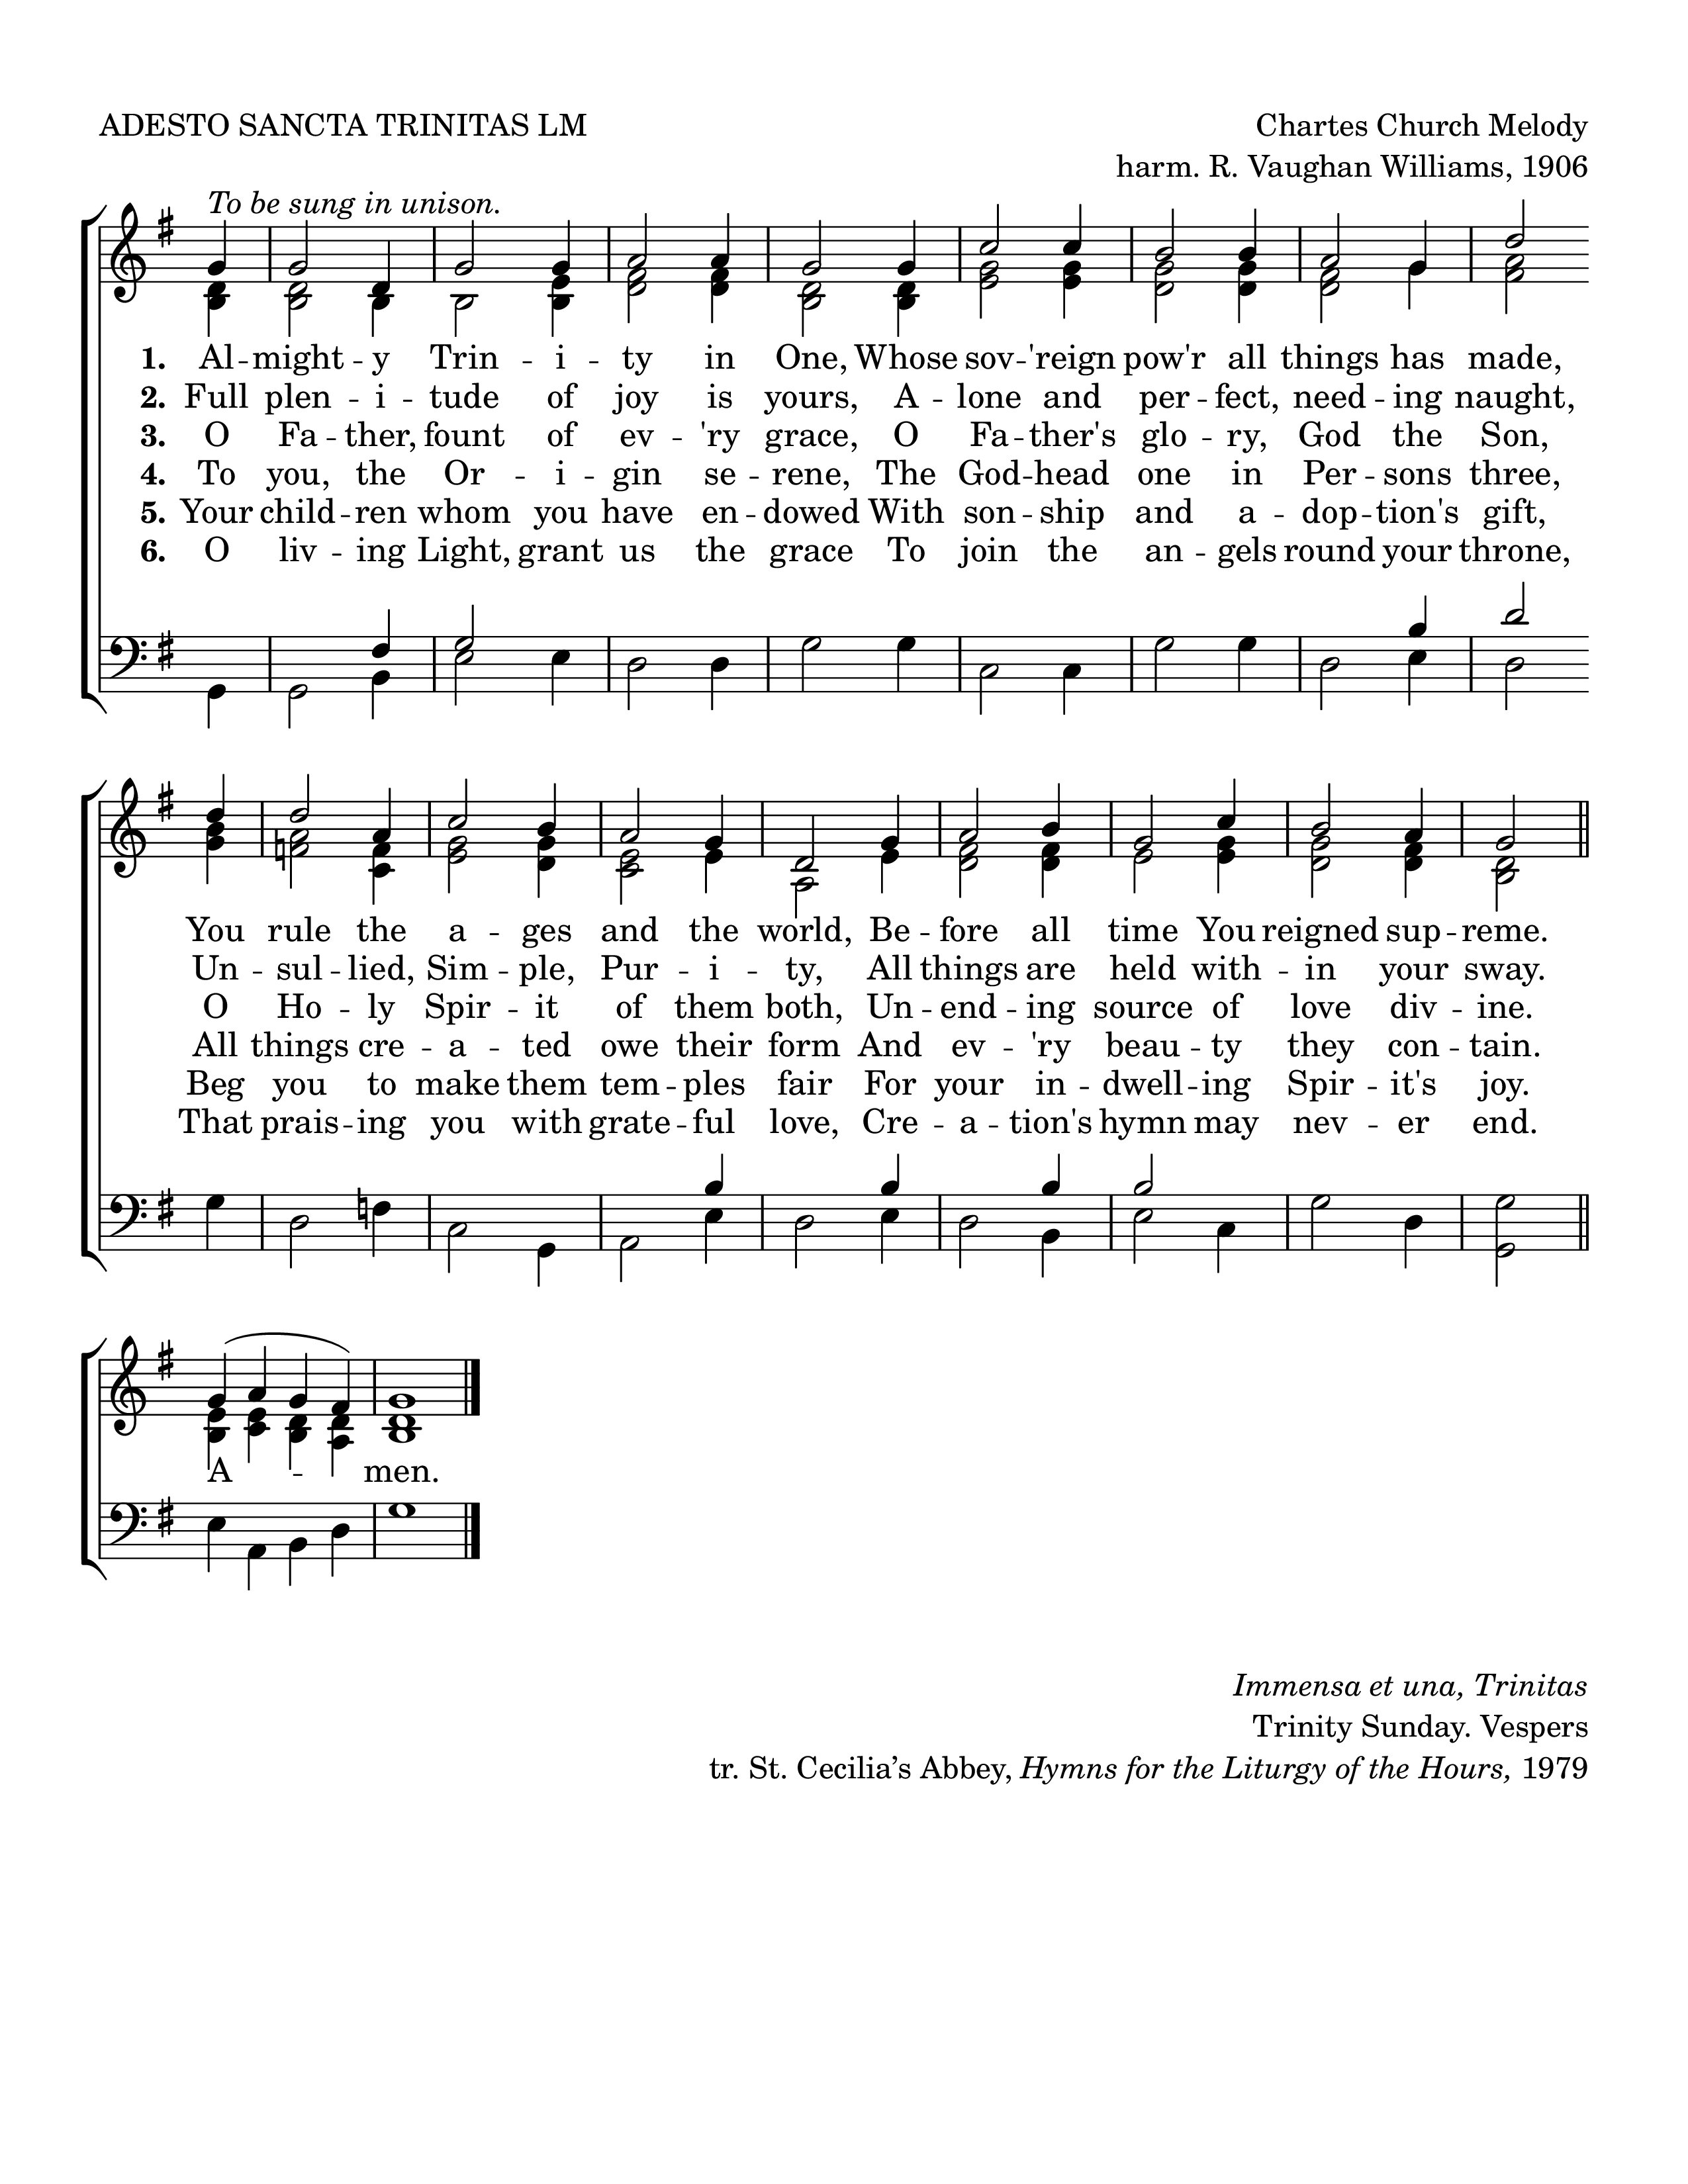 ADESTO SANCTA TRINITAS LM
Chartes Church Melody
harm. R. Vaughan Williams, 1906
To be sung in unison.
1. Al -- might -- y Trin -- i -- ty in One, Whose sov -- 'reign pow'r all things has made,
2. Full plen -- i -- tude of joy is yours, A -- lone and per -- fect, need -- ing naught,
3. O Fa -- ther, fount of ev -- 'ry grace, O Fa -- ther's glo -- ry, God the Son,
4. To you, the Or -- i -- gin se -- rene, The God -- head one in Per -- sons three,
5. Your child -- ren whom you have en -- dowed With son -- ship and a -- dop -- tion's gift,
6. O liv -- ing Light, grant us the grace To join the an -- gels round your throne,
You rule the a -- ges and the world, Be -- fore all time You reigned sup -- reme.
Un -- sul -- lied, Sim -- ple, Pur -- i -- ty, All things are held with -- in your sway.
O Ho -- ly Spir -- it of them both, Un -- end -- ing source of love div -- ine.
All things cre -- a -- ted owe their form And ev -- 'ry beau -- ty they con -- tain.
Beg you to make them tem -- ples fair For your in -- dwell -- ing Spir -- it's joy.
That prais -- ing you with grate -- ful love, Cre -- a -- tion's hymn may nev -- er end.
A -- men.
Immensa et una, Trinitas
Trinity Sunday. Vespers
tr. St. Cecilia’s Abbey, Hymns for the Liturgy of the Hours, 1979